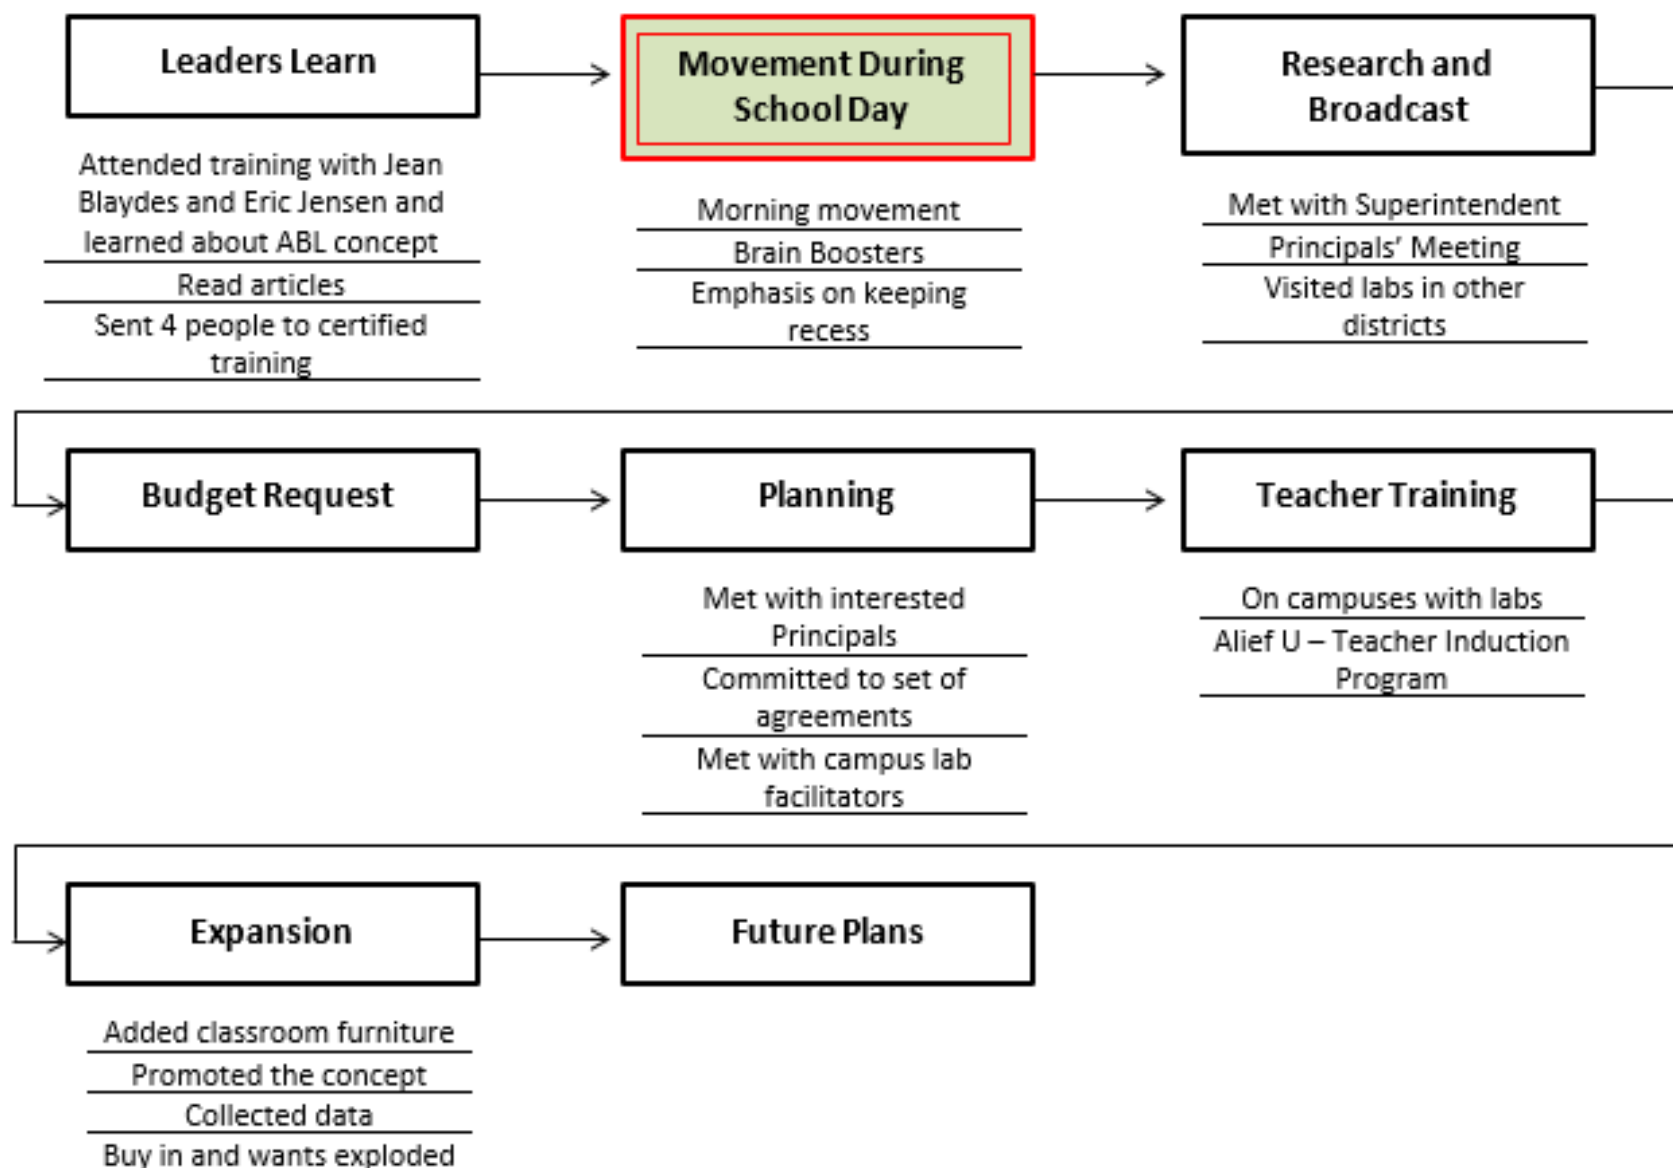 Leaders Learn
Attended training with Jean
Blaydes and Eric Jensen and
learned about ABL concept
Read articles
Sent 4 people to certified
training
Movement During
School Day
Morning movement
Brain Boosters
Emphasis on keeping
recess
Research and
Broadcast
Met with Superintendent
Principals’ Meeting
Visited labs in other
districts
Budget Request
Planning
Met with interested
Principals
Committed to set of
agreements
Met with campus lab
facilitators
Teacher Training
On campuses with labs
Alief U – Teacher Induction
Program
Expansion
Added classroom furniture
Promoted the concept
Collected data
Buy in and wants exploded
Future Plans